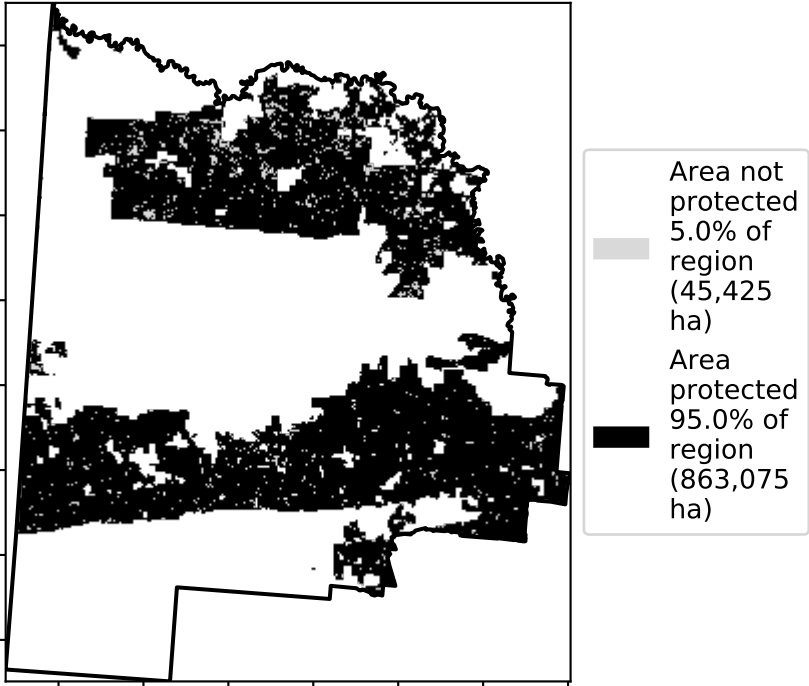 Area not
protected
5.0% of
region
(45,425
ha)
Area
protected
95.0% of
region
(863,075
ha)